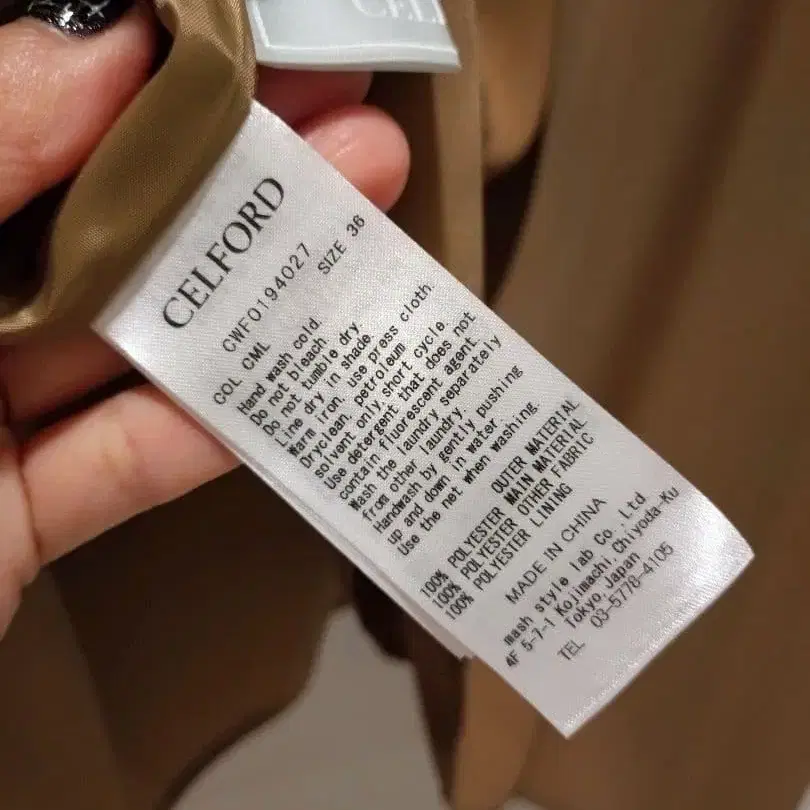 CEL
CELFORD
CWFO194027
COL CML SIZE 36
Hand wash cold.
Do not bleach
Do not tumble dry.
Line dry in shade.
Warm iron, use press cloth.
Dryclean, petroleum
solvent only short cycle.
Use detergent that does not
contain fluorescent agent
Wash the laundry separately
from other laundry.
Handwash by gently pushing
up and down in water
Use the net when washing.
OUTER MATERIAL
100% POLYESTER MAIN MATERIAL
100% POLYESTER OTHER FABRIC
100% POLYESTER LINING
MADE IN CHINA
mash style lab Co., Ltd.
4F 5-7-1 Kojimachi, Chiyoda-Ku
Tokyo, Japan
TEL 03-5778-4105